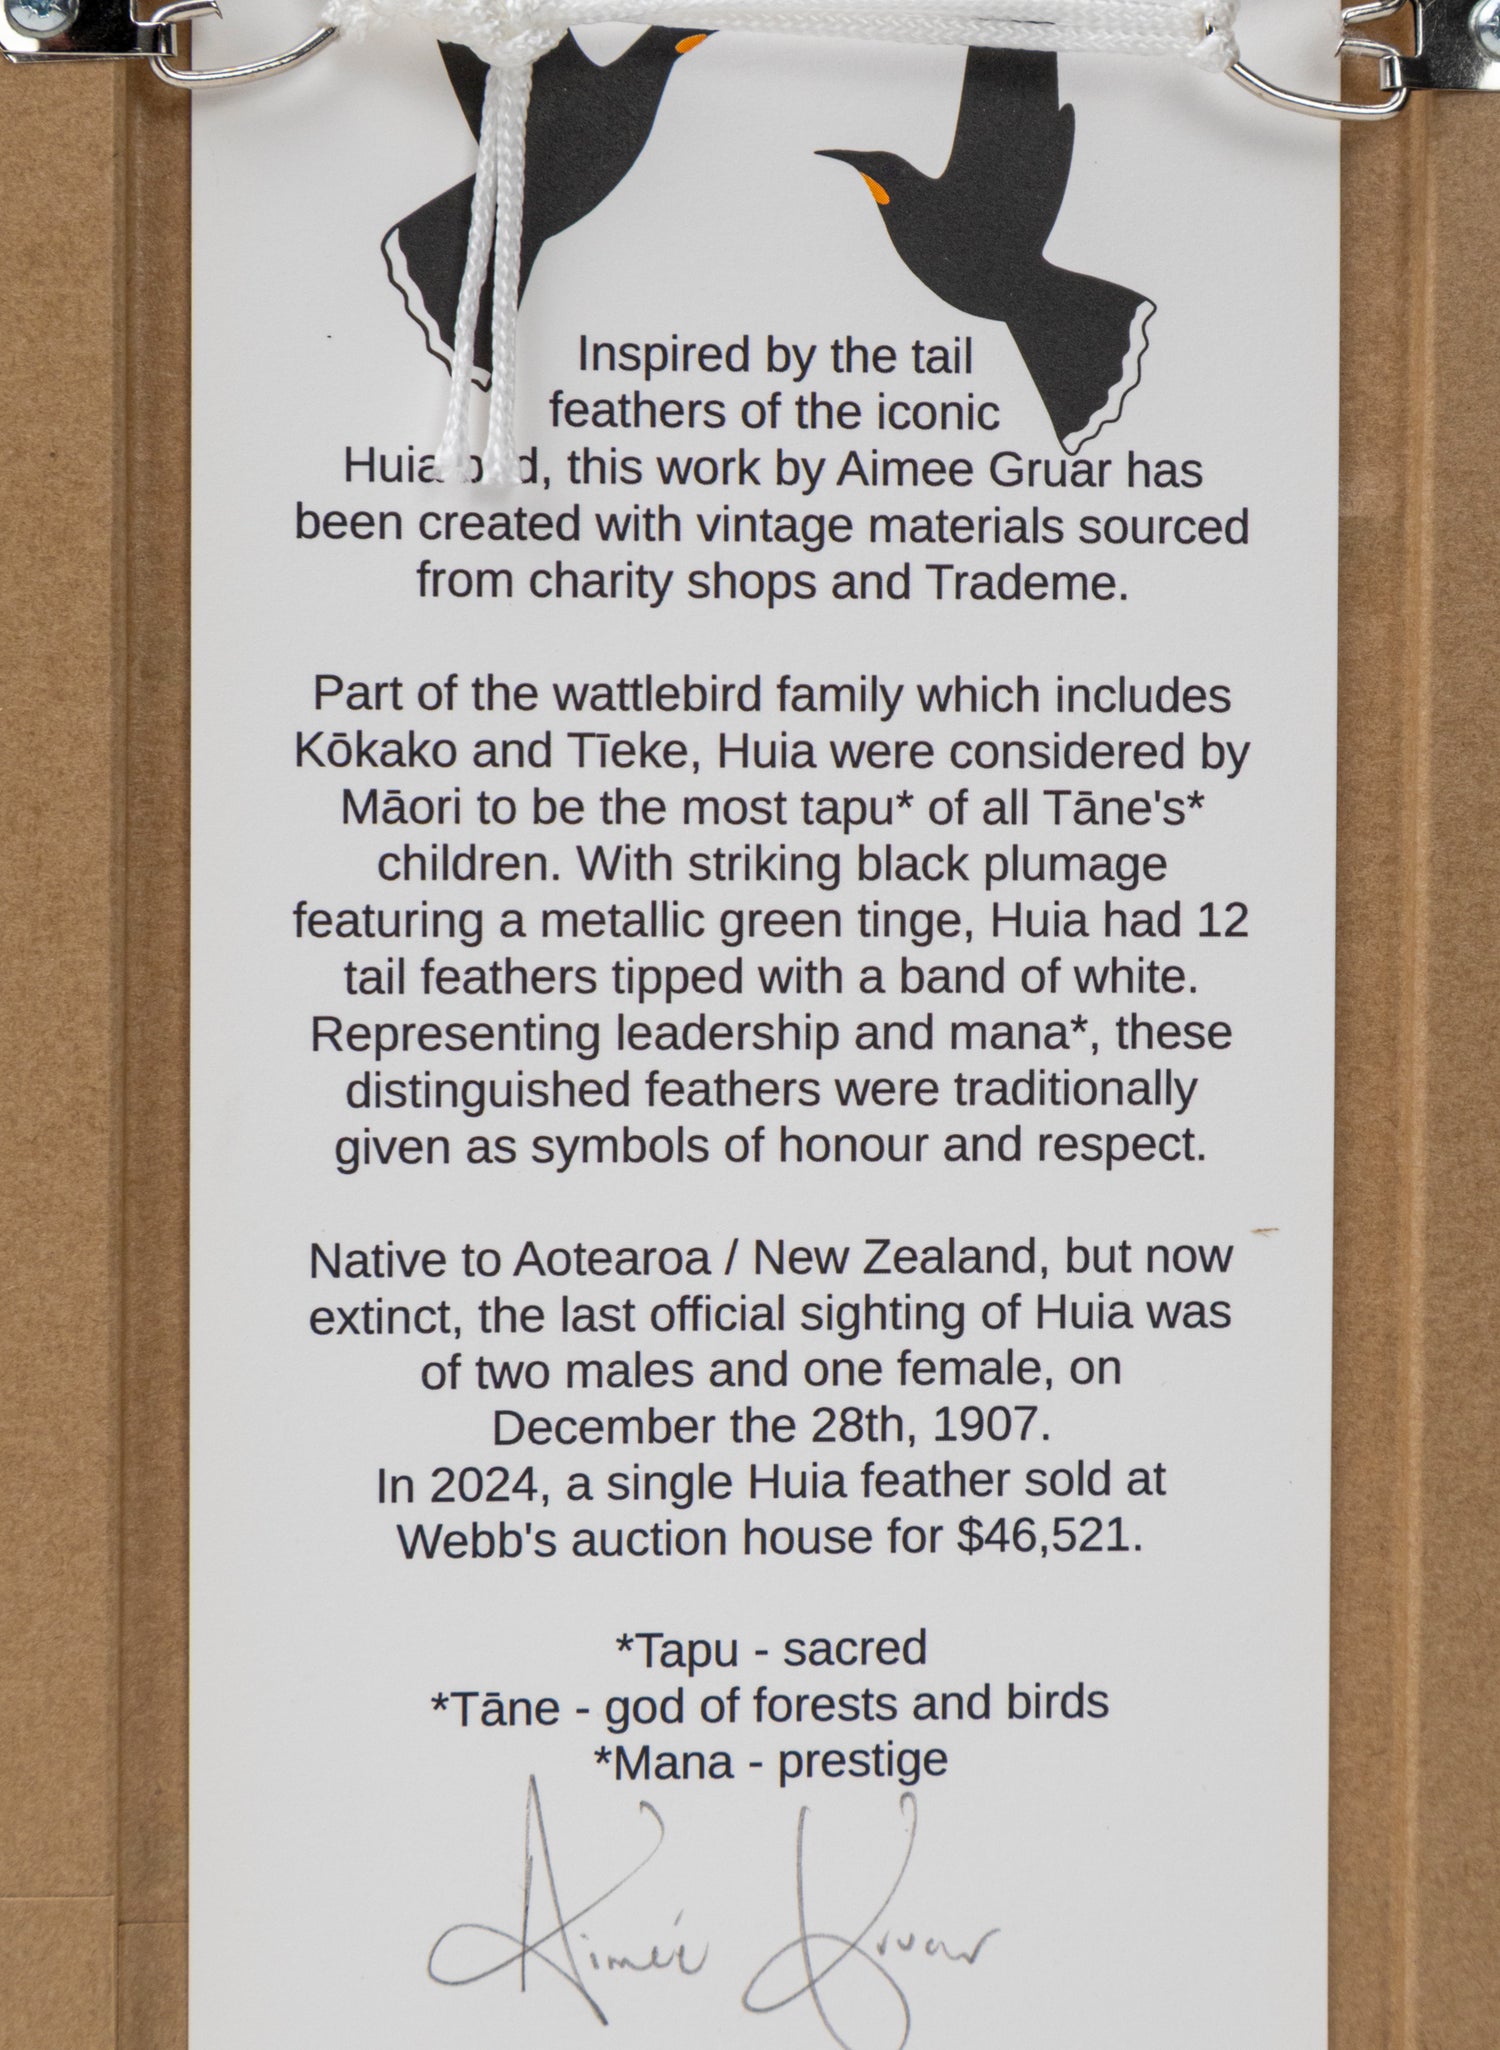 Inspired by the tail
feathers of the iconic
Huia bird, this work by Aimee Gruar has
been created with vintage materials sourced
from charity shops and Trademe.
Part of the wattlebird family which includes
Kōkako and Tīeke, Huia were considered by
Māori to be the most tapu* of all Tāne's*
children. With striking black plumage
featuring a metallic green tinge, Huia had 12
tail feathers tipped with a band of white.
Representing leadership and mana*, these
distinguished feathers were traditionally
given as symbols of honour and respect.
Native to Aotearoa / New Zealand, but now
extinct, the last official sighting of Huia was
of two males and one female, on
December the 28th, 1907.
In 2024, a single Huia feather sold at
Webb's auction house for $46,521.
*Tapu - sacred
*Tāne - god of forests and birds
*Mana - prestige
Aimée Gruar